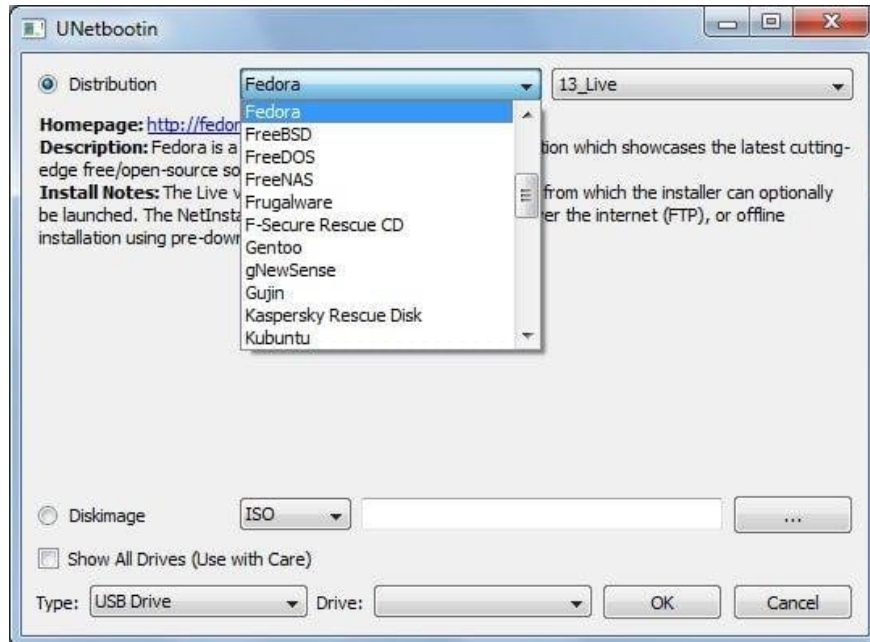 UNetbootin
Distribution Fedora 13_Live
Fedora
FreeBSD
FreeDOS
FreeNAS
Frugalware
F-Secure Rescue CD
Gentoo
gNewSense
Gujin
Kaspersky Rescue Disk
Kubuntu
Homepage: http://fedor
Description: Fedora is a tion which showcases the latest cutting-
edge free/open-source so
Install Notes: The Live v from which the installer can optionally
be launched. The NetInsta er the internet (FTP), or offline
installation using pre-dow
Diskimage ISO ...
Show All Drives (Use with Care)
Type: USB Drive Drive: OK Cancel